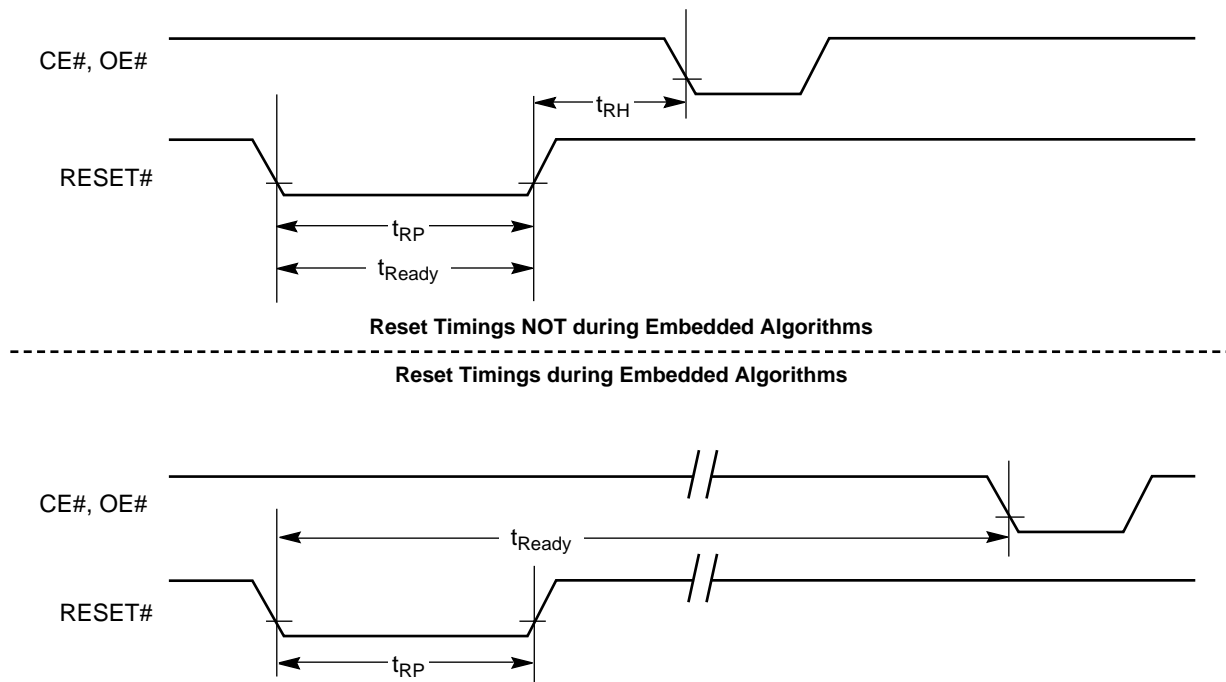 CE#, OE#
tRH
RESET#
tRP
tReady
Reset Timings NOT during Embedded Algorithms
Reset Timings during Embedded Algorithms
CE#, OE#
tReady
RESET#
tRP